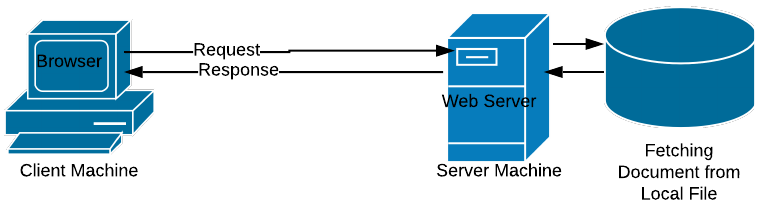 Browser
Request
Response
Web Server
Client Machine
Server Machine
Fetching
Document from
Local File